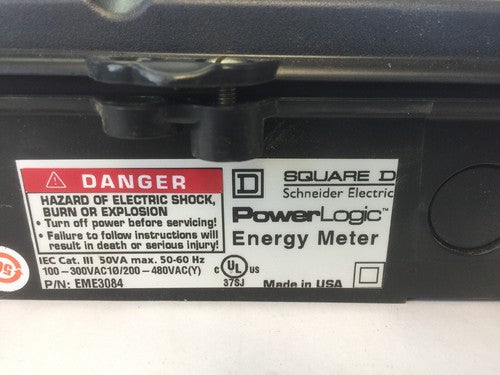 ⚠ DANGER
HAZARD OF ELECTRIC SHOCK,
BURN OR EXPLOSION
• Turn off power before servicing!
• Failure to follow instructions will
result in death or serious injury!
IEC Cat. III 50VA max. 50-60 Hz
100-300VAC1Ø/200-480VAC(Y)
P/N: EME3084
D SQUARE D
Schneider Electric
PowerLogic™
Energy Meter
C UL US
37SJ
Made in USA